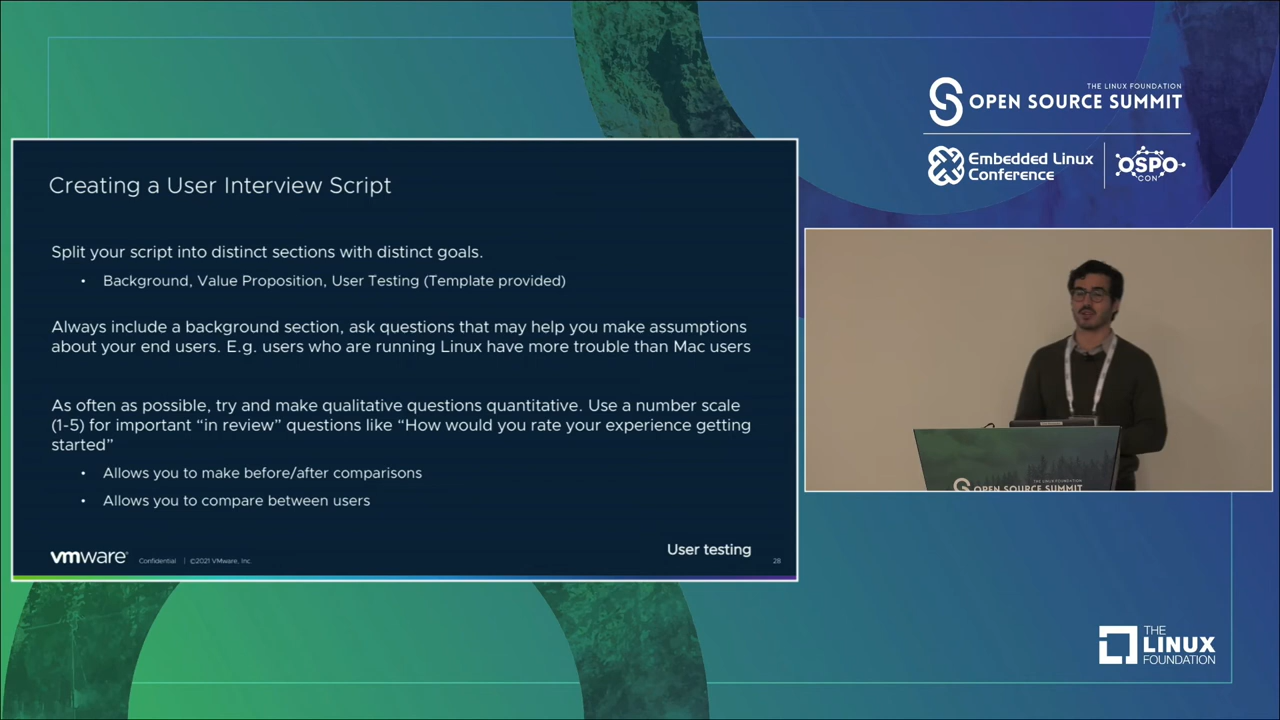 THE LINUX FOUNDATION
OPEN SOURCE SUMMIT
Embedded Linux
Conference
OSPO
CON
Creating a User Interview Script
Split your script into distinct sections with distinct goals.
• Background, Value Proposition, User Testing (Template provided)
Always include a background section, ask questions that may help you make assumptions
about your end users. E.g. users who are running Linux have more trouble than Mac users
As often as possible, try and make qualitative questions quantitative. Use a number scale
(1-5) for important “in review” questions like “How would you rate your experience getting
started”
• Allows you to make before/after comparisons
• Allows you to compare between users
vmware®
Confidential | ©2021 VMware, Inc.
User testing
28
THE LINUX FOUNDATION
OPEN SOURCE SUMMIT
THE
LINUX
FOUNDATION